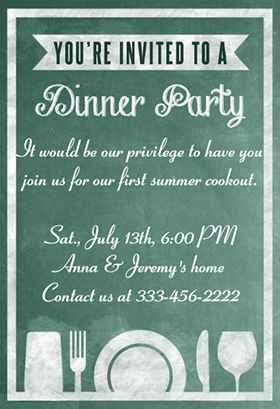 YOU'RE INVITED TO A
Dinner Party
It would be our privilege to have you
join us for our first summer cookout.
Sat., July 13th, 6:00 PM
Anna & Jeremy's home
Contact us at 333-456-2222